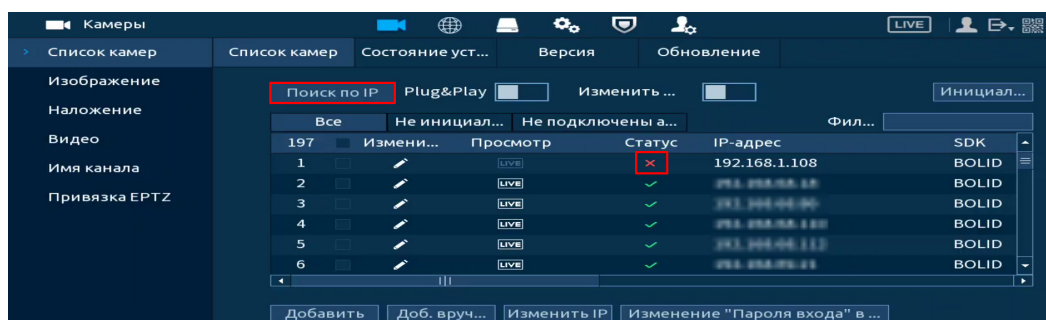 Камеры LIVE
Список камер Список камер Состояние уст... Версия Обновление
Изображение
Поиск по IP Plug&Play Изменить ... Инициал...
Наложение
Все Не инициал... Не подключены а... Фил...
Видео
197 Измени... Просмотр Статус IP-адрес SDK
Имя канала
1 LIVE 192.168.1.108 BOLID
2 LIVE BOLID
Привязка EPTZ
3 LIVE BOLID
4 LIVE BOLID
5 LIVE BOLID
6 LIVE BOLID
Добавить Доб. вруч... Изменить IP Изменение "Пароля входа" в ...